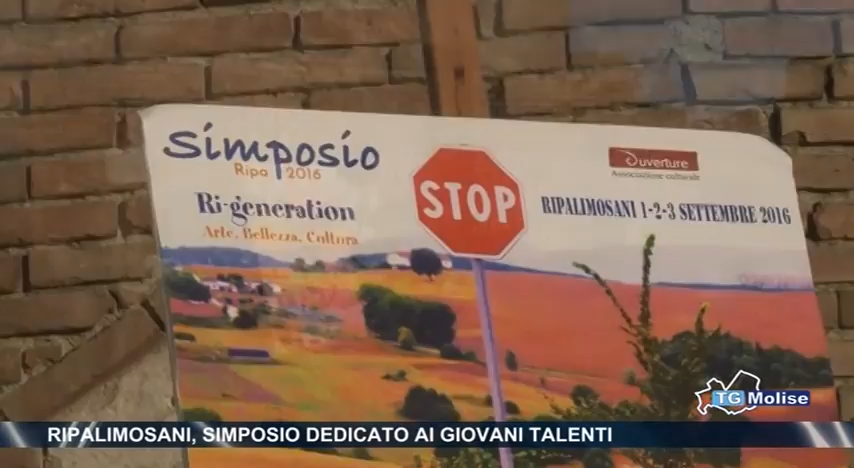 simposio
Ripa 2016
Ri-generation
Arte, Bellezza, Cultura
STOP
Ouverture
Associazione culturale
RIPALIMOSANI 1-2-3 SETTEMBRE 2016
TG Molise
RIPALIMOSANI, SIMPOSIO DEDICATO AI GIOVANI TALENTI